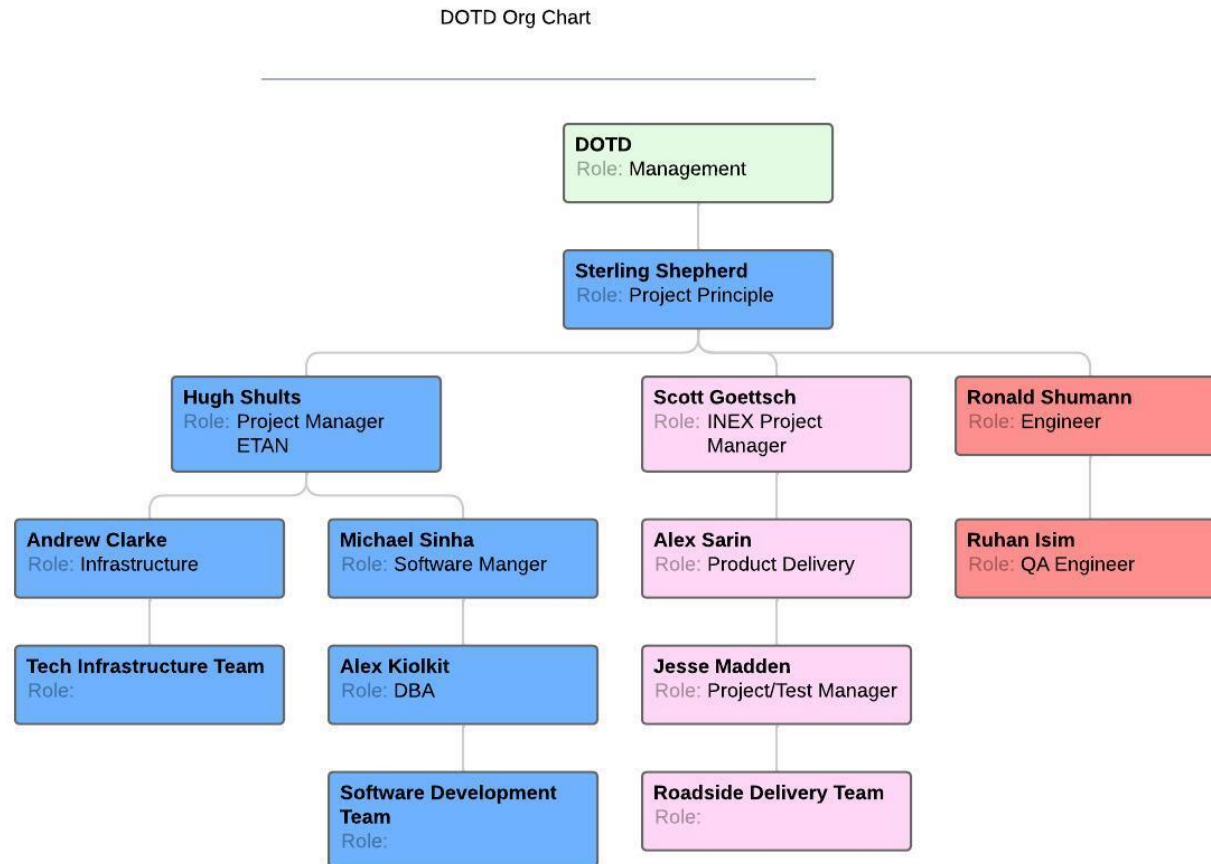 DOTD Org Chart
DOTD
Role: Management
Sterling Shepherd
Role: Project Principle
Hugh Shults
Role: Project Manager
ETAN
Scott Goettsch
Role: INEX Project
Manager
Ronald Shumann
Role: Engineer
Andrew Clarke
Role: Infrastructure
Michael Sinha
Role: Software Manger
Alex Sarin
Role: Product Delivery
Ruhan Isim
Role: QA Engineer
Tech Infrastructure Team
Role:
Alex Kiolkit
Role: DBA
Jesse Madden
Role: Project/Test Manager
Software Development
Team
Role:
Roadside Delivery Team
Role: